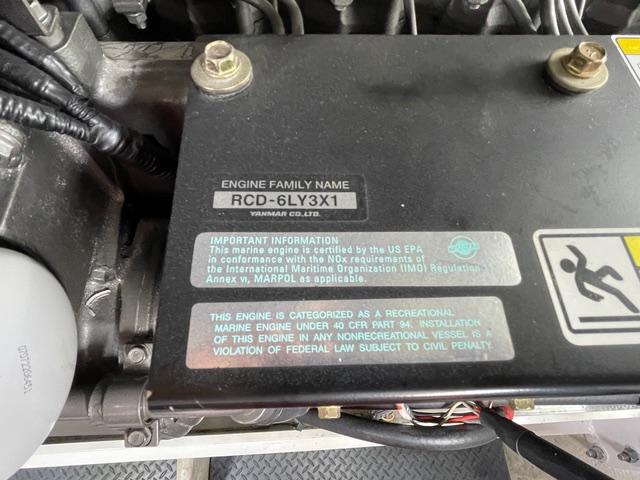 ENGINE FAMILY NAME
RCD-6LY3X1
YANMAR CO.,LTD.
IMPORTANT INFORMATION
This marine engine is certified by the US EPA
in conformance with the NOx requirements of
the International Maritime Organization (IMO) Regulation
Annex VI, MARPOL as applicable.
THIS ENGINE IS CATEGORIZED AS A RECREATIONAL
MARINE ENGINE UNDER 40 CFR PART 94. INSTALLATION
OF THIS ENGINE IN ANY NONRECREATIONAL VESSEL IS A
VIOLATION OF FEDERAL LAW SUBJECT TO CIVIL PENALTY.